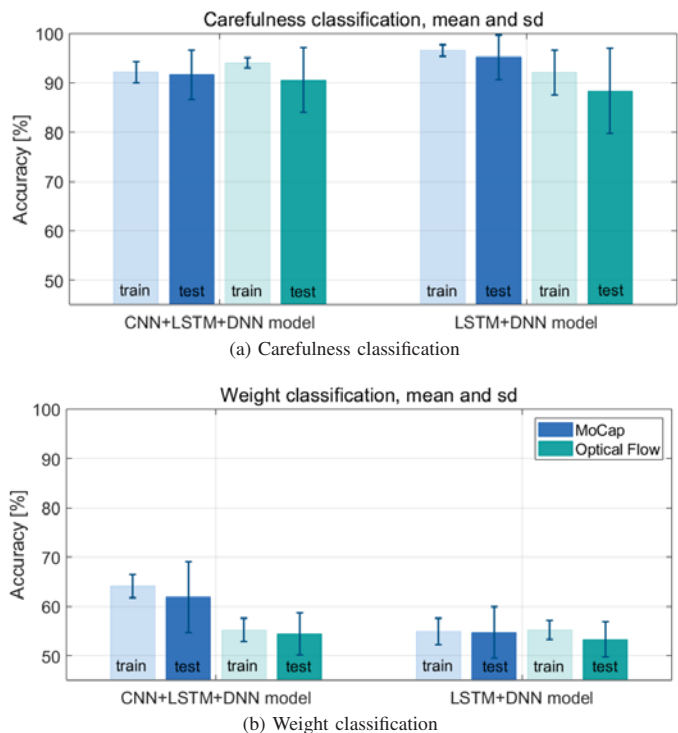 Carefulness classification, mean and sd
Accuracy [%]
100
90
80
70
60
50
train test train test train test train test
CNN+LSTM+DNN model LSTM+DNN model
(a) Carefulness classification
Weight classification, mean and sd
Accuracy [%]
100
90
80
70
60
50
MoCap
Optical Flow
train test train test train test train test
CNN+LSTM+DNN model LSTM+DNN model
(b) Weight classification